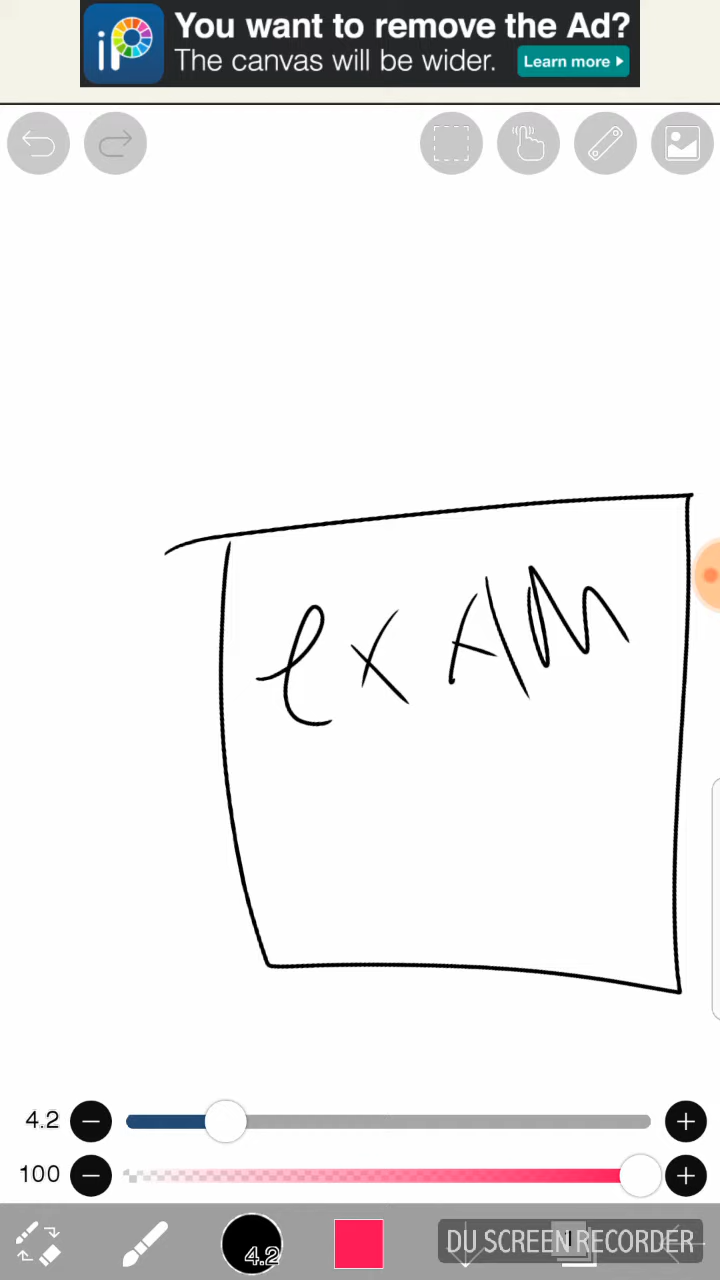 You want to remove the Ad?
The canvas will be wider. Learn more
exAM
4.2
100
4.2 DU SCREEN RECORDER
1